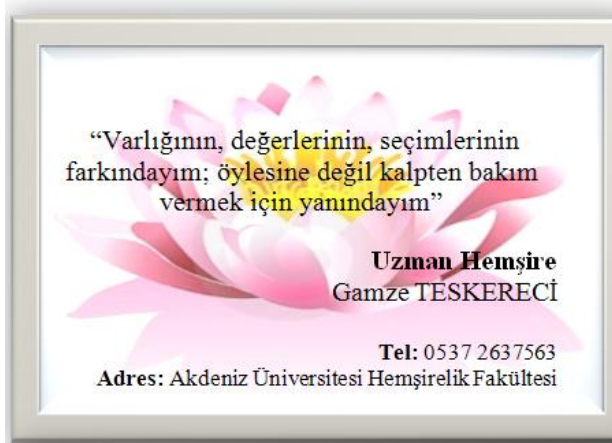 “Varlığının, değerlerinin, seçimlerinin
farkındayım; öylesine değil kalpten bakım
vermek için yanındayım”
Uzman Hemşire
Gamze TESKERECİ
Tel: 0537 2637563
Adres: Akdeniz Üniversitesi Hemşirelik Fakültesi